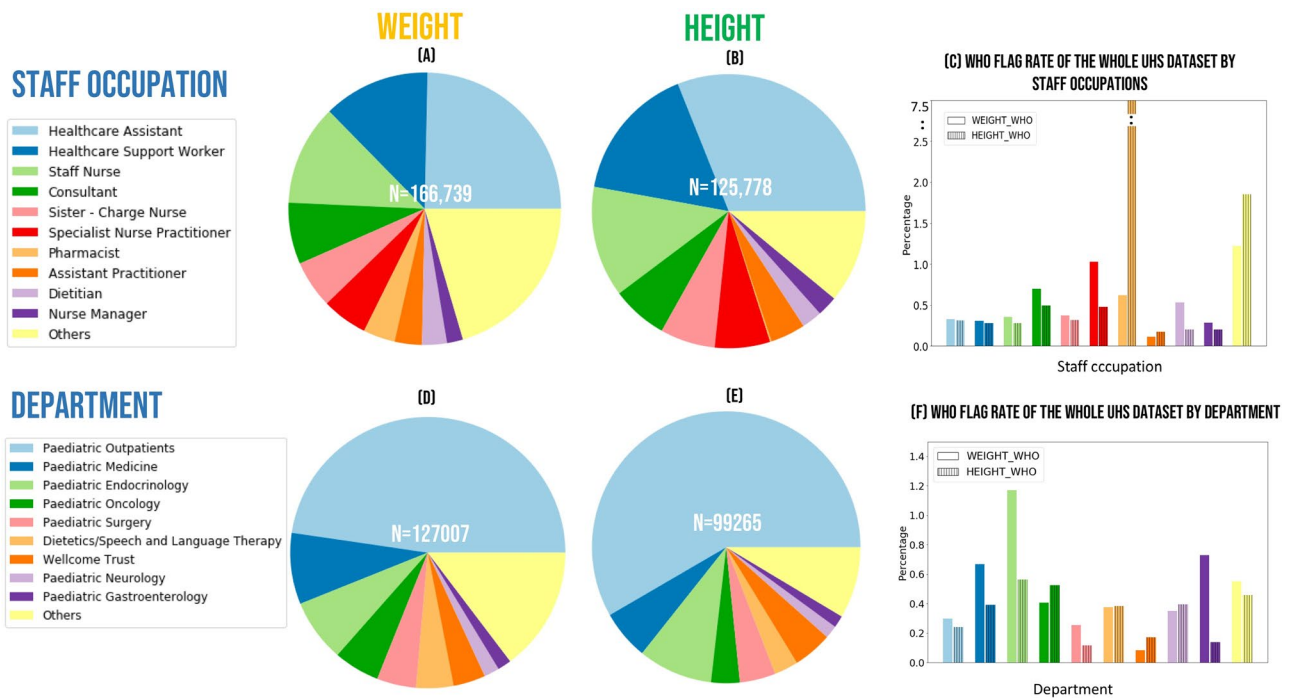 WEIGHT
HEIGHT
(A)
(B)
STAFF OCCUPATION
Healthcare Assistant
Healthcare Support Worker
Staff Nurse
Consultant
Sister - Charge Nurse
Specialist Nurse Practitioner
Pharmacist
Assistant Practitioner
Dietitian
Nurse Manager
Others
N=166,739
N=125,778
(C) WHO FLAG RATE OF THE WHOLE UHS DATASET BY
STAFF OCCUPATIONS
WEIGHT_WHO
HEIGHT_WHO
7.5
2.5
2.0
1.5
1.0
0.5
0.0
Percentage
Staff cccupation
DEPARTMENT
(D)
(E)
Paediatric Outpatients
Paediatric Medicine
Paediatric Endocrinology
Paediatric Oncology
Paediatric Surgery
Dietetics/Speech and Language Therapy
Wellcome Trust
Paediatric Neurology
Paediatric Gastroenterology
Others
N=127007
N=99265
(F) WHO FLAG RATE OF THE WHOLE UHS DATASET BY DEPARTMENT
WEIGHT_WHO
HEIGHT_WHO
1.4
1.2
1.0
0.8
0.6
0.4
0.2
0.0
Percentage
Department